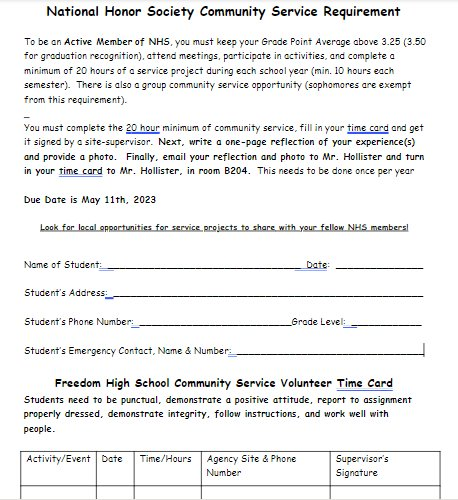 National Honor Society Community Service Requirement
To be an Active Member of NHS, you must keep your Grade Point Average above 3.25 (3.50
for graduation recognition), attend meetings, participate in activities, and complete a
minimum of 20 hours of a service project during each school year (min. 10 hours each
semester). There is also a group community service opportunity (sophomores are exempt
from this requirement).
_
You must complete the 20 hour minimum of community service, fill in your time card and get
it signed by a site-supervisor. Next, write a one-page reflection of your experience(s)
and provide a photo. Finally, email your reflection and photo to Mr. Hollister and turn
in your time card to Mr. Hollister, in room B204. This needs to be done once per year
Due Date is May 11th, 2023
Look for local opportunities for service projects to share with your fellow NHS members!
Name of Student:____________________________________Date: ________________
Student's Address:________________________________________________________
Student's Phone Number:___________________________Grade Level:______________
Student's Emergency Contact, Name & Number:__________________________________
Freedom High School Community Service Volunteer Time Card
Students need to be punctual, demonstrate a positive attitude, report to assignment
properly dressed, demonstrate integrity, follow instructions, and work well with
people.
Activity/Event Date Time/Hours Agency Site & Phone Supervisor's
Number Signature